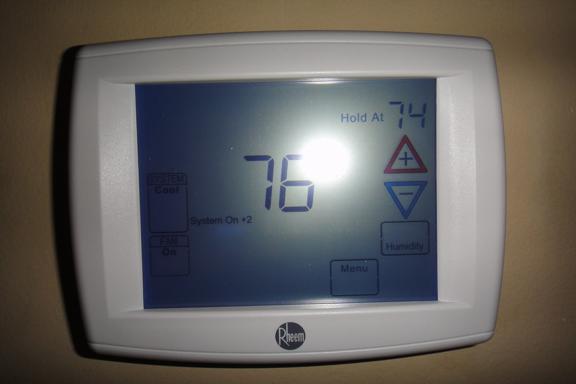 Hold At 74
76
SYSTEM
Cool
System On +2
FAN
On
Humidity
Menu
Rheem